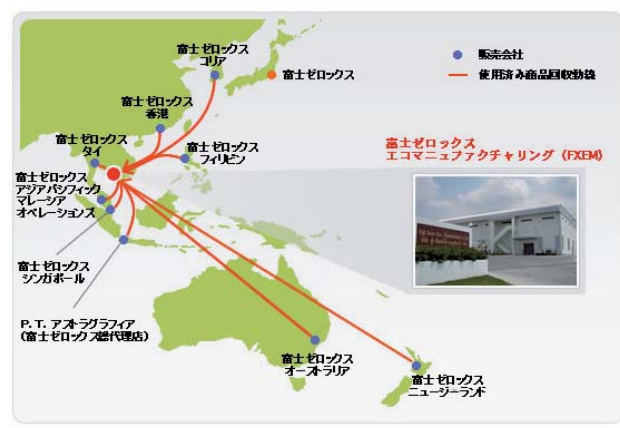 富士ゼロックス
コリア
富士ゼロックス
販売会社
使用済み商品回収動線
富士ゼロックス
香港
富士ゼロックス
タイ
富士ゼロックス
フィリピン
富士ゼロックス
エコマニュファクチャリング (FXEM)
富士ゼロックス
アジアパシフィック
マレーシア
オペレーションズ
富士ゼロックス
シンガポール
P.T. アストラグラフィア
(富士ゼロックス総代理店)
富士ゼロックス
オーストラリア
富士ゼロックス
ニュージーランド